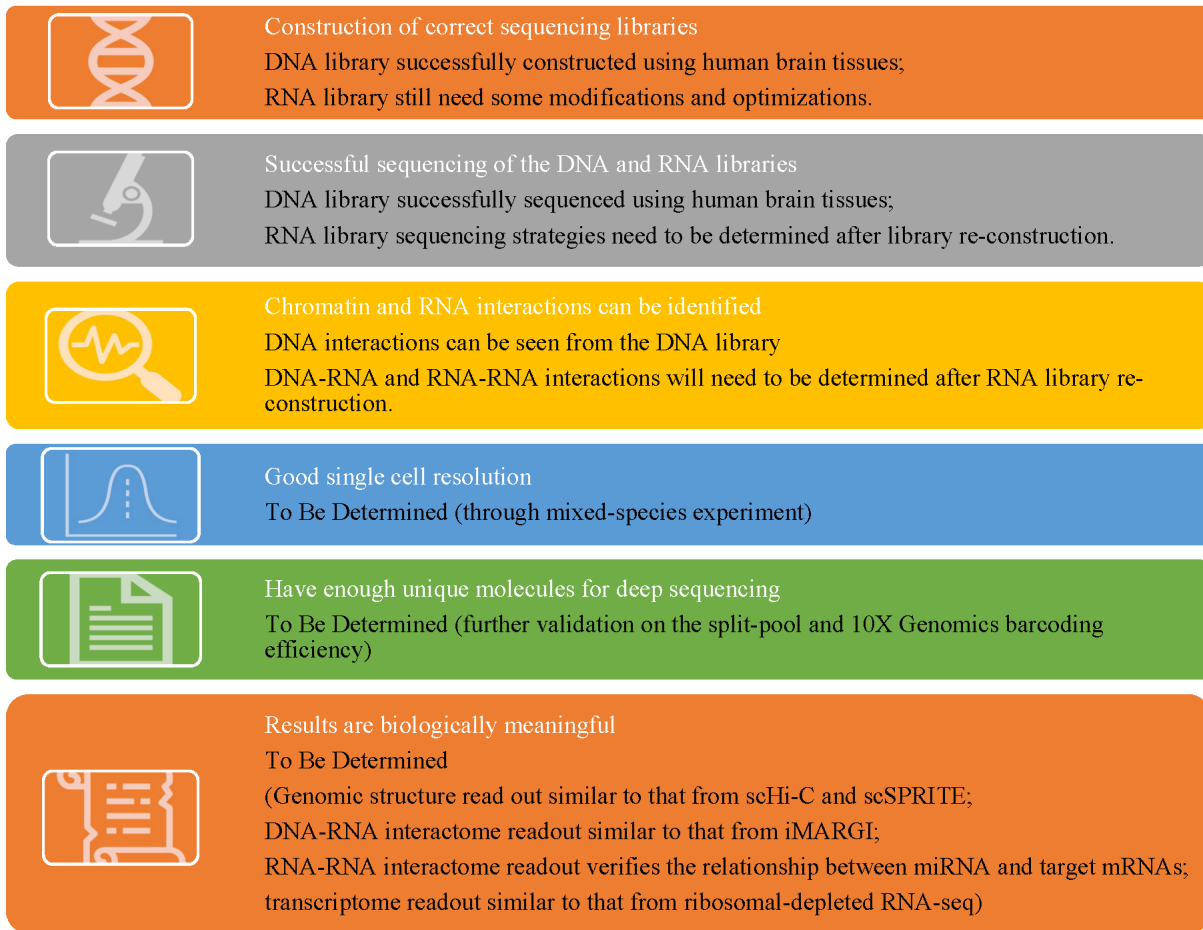 Construction of correct sequencing libraries
DNA library successfully constructed using human brain tissues;
RNA library still need some modifications and optimizations.
Successful sequencing of the DNA and RNA libraries
DNA library successfully sequenced using human brain tissues;
RNA library sequencing strategies need to be determined after library re-construction.
Chromatin and RNA interactions can be identified
DNA interactions can be seen from the DNA library
DNA-RNA and RNA-RNA interactions will need to be determined after RNA library re-
construction.
Good single cell resolution
To Be Determined (through mixed-species experiment)
Have enough unique molecules for deep sequencing
To Be Determined (further validation on the split-pool and 10X Genomics barcoding
efficiency)
Results are biologically meaningful
To Be Determined
(Genomic structure read out similar to that from scHi-C and scSPRITE;
DNA-RNA interactome readout similar to that from iMARGI;
RNA-RNA interactome readout verifies the relationship between miRNA and target mRNAs;
transcriptome readout similar to that from ribosomal-depleted RNA-seq)